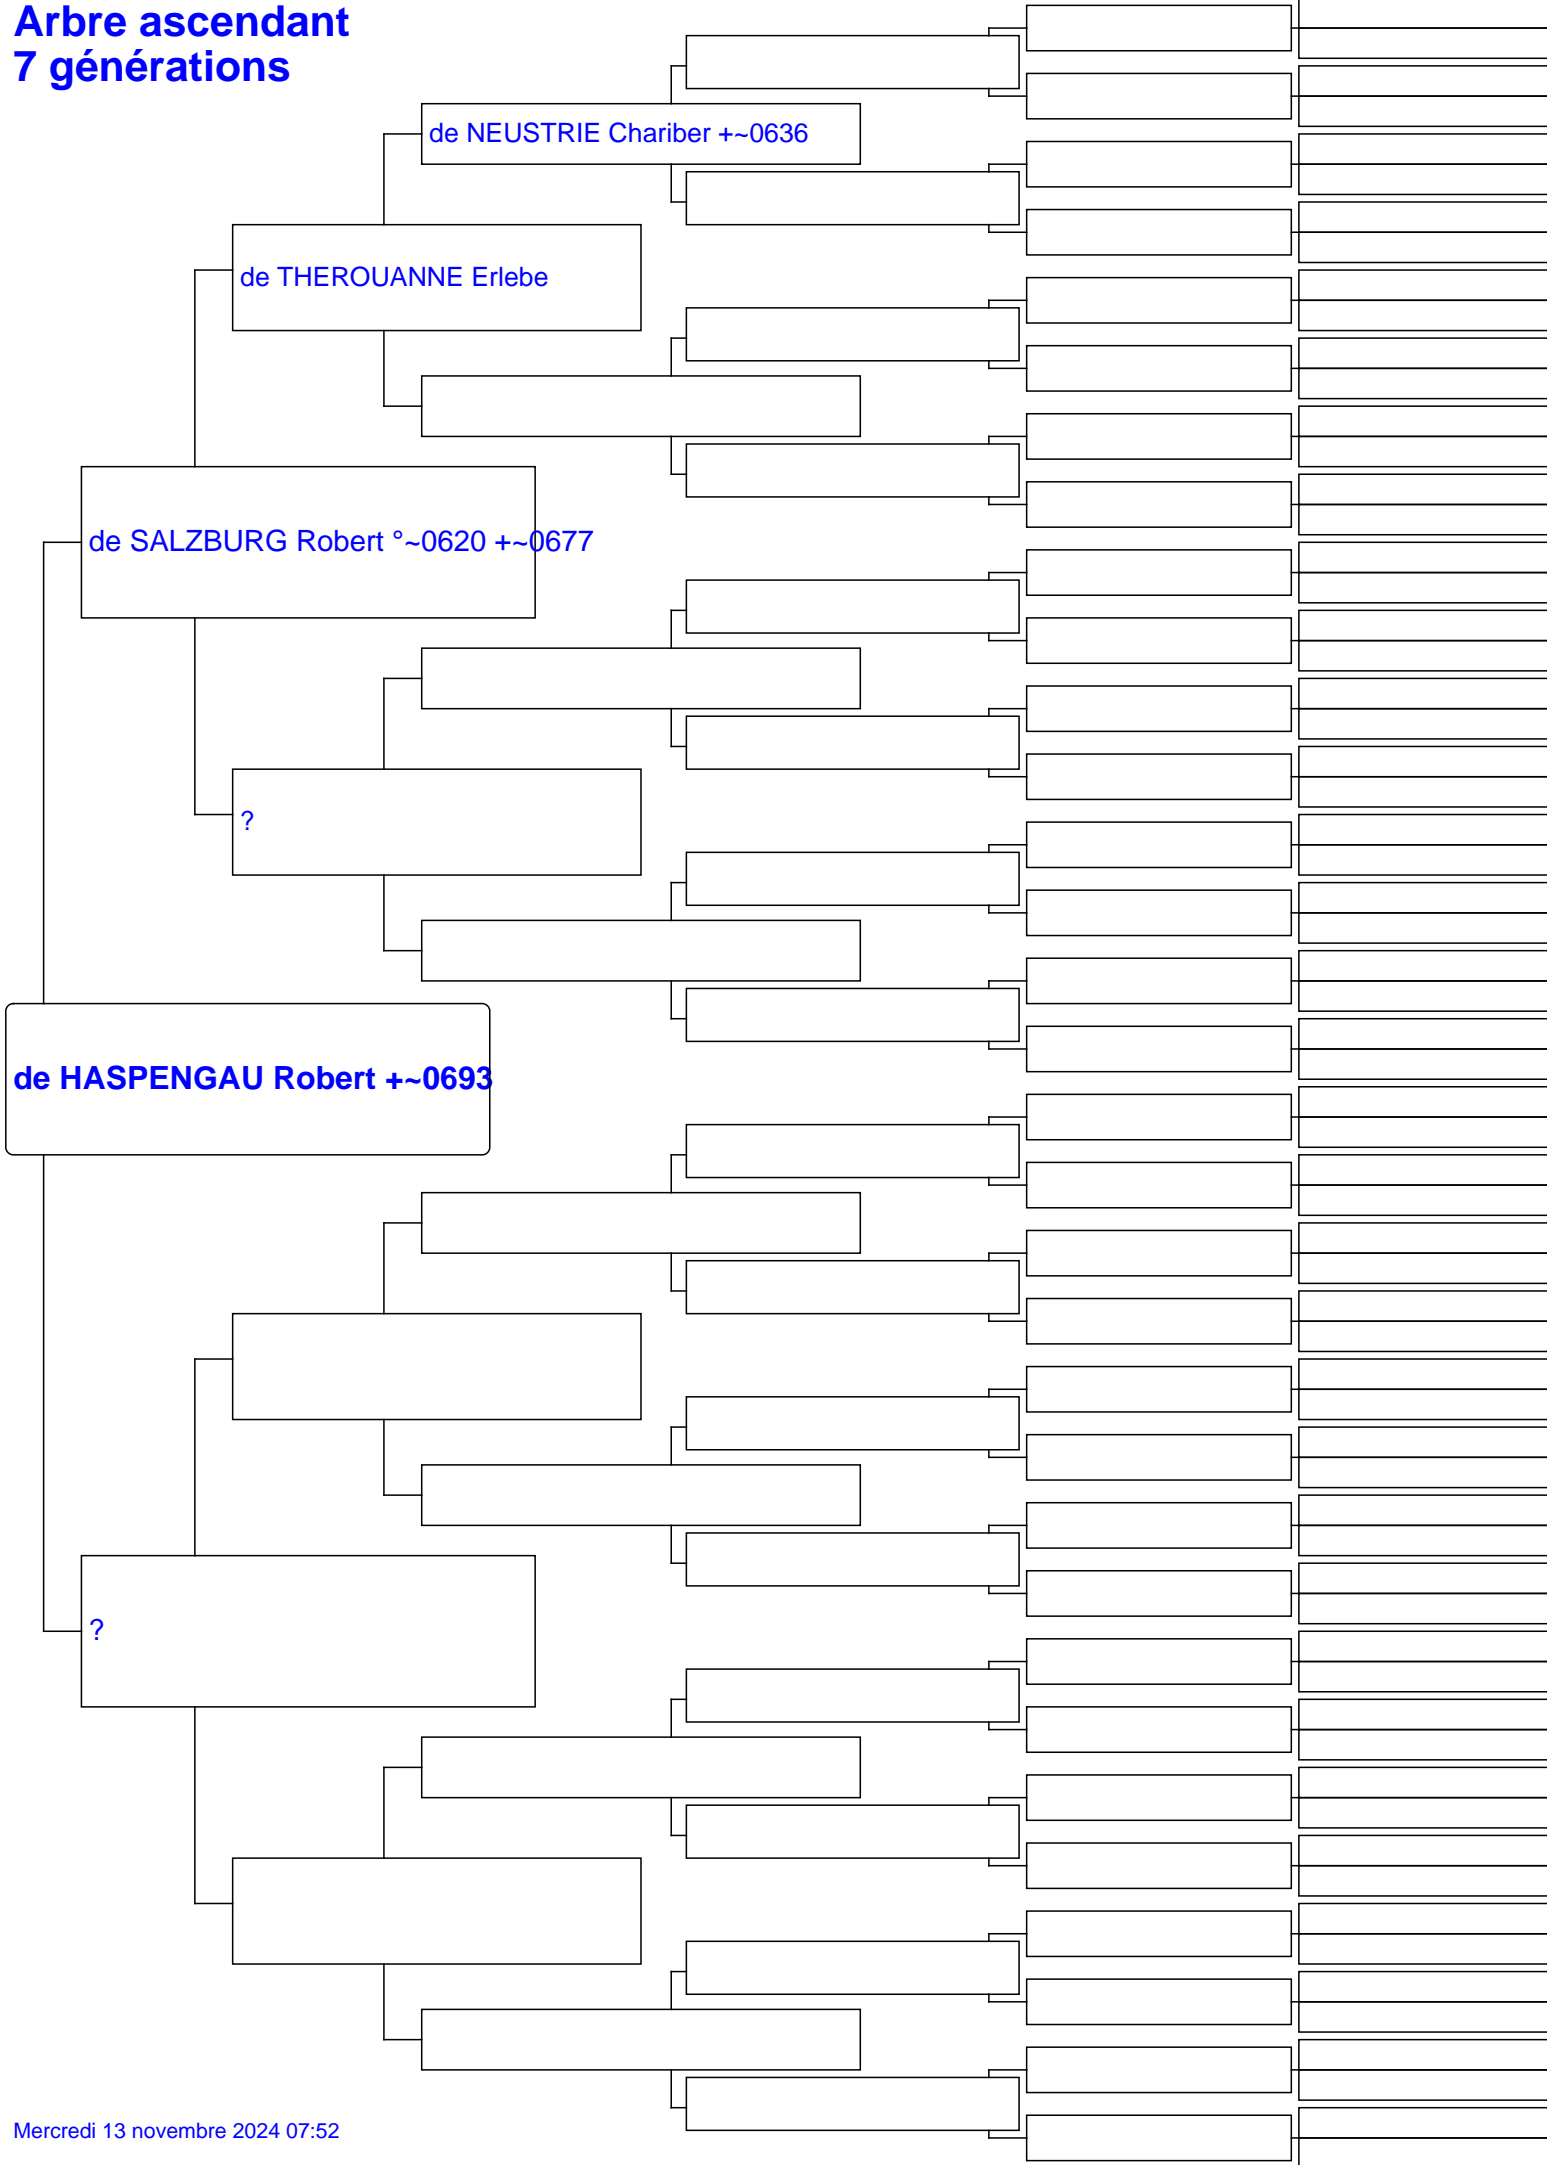 Arbre ascendant
7 générations
de NEUSTRIE Chariber +~0636
de THEROUANNE Erlebe
de SALZBURG Robert °~0620 +~0677
?
de HASPENGAU Robert +~0693
?
Mercredi 13 novembre 2024 07:52